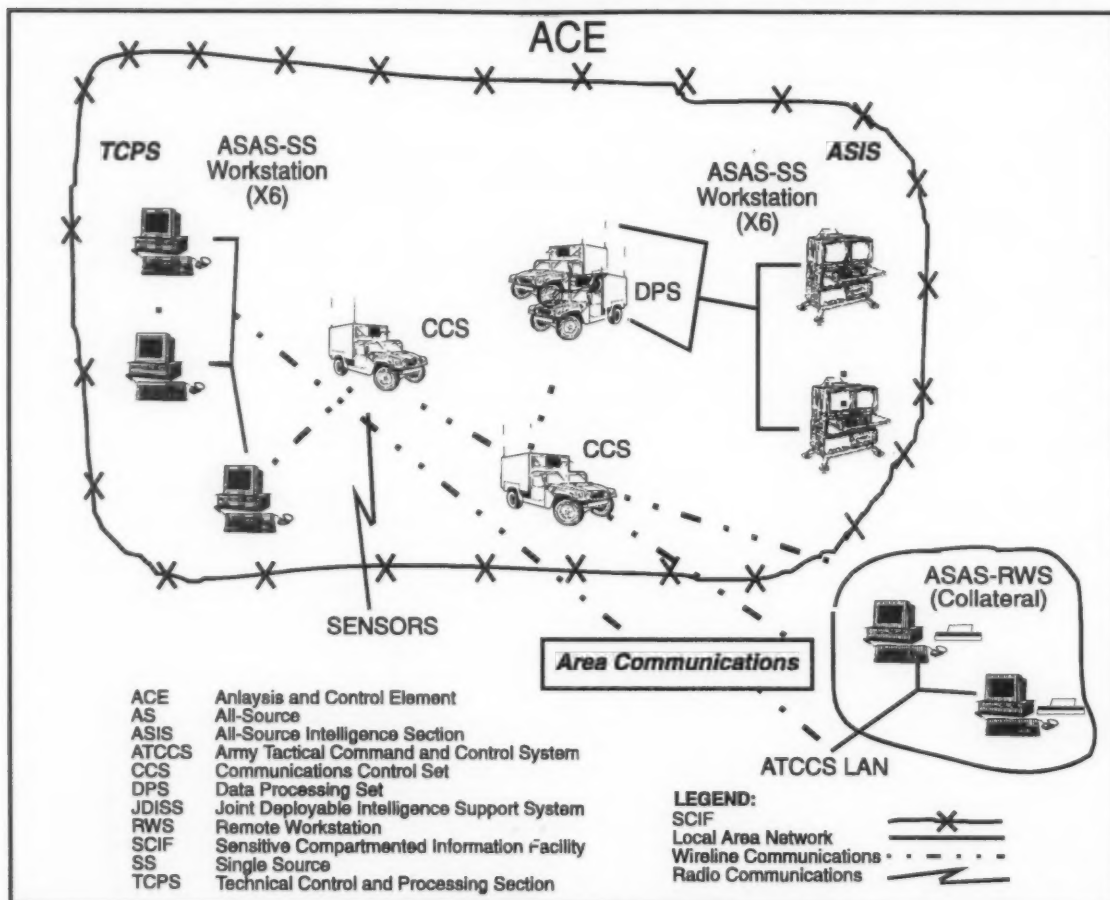 ACE
TCPS
ASAS-SS
Workstation
(X6)
ASIS
ASAS-SS
Workstation
(X6)
DPS
CCS
CCS
SENSORS
Area Communications
ASAS-RWS
(Collateral)
ATCCS LAN
ACE Anlaysis and Control Element
AS All-Source
ASIS All-Source Intelligence Section
ATCCS Army Tactical Command and Control System
CCS Communications Control Set
DPS Data Processing Set
JDISS Joint Deployable Intelligence Support System
RWS Remote Workstation
SCIF Sensitive Compartmented Information Facility
SS Single Source
TCPS Technical Control and Processing Section
LEGEND:
SCIF
Local Area Network
Wireline Communications
Radio Communications